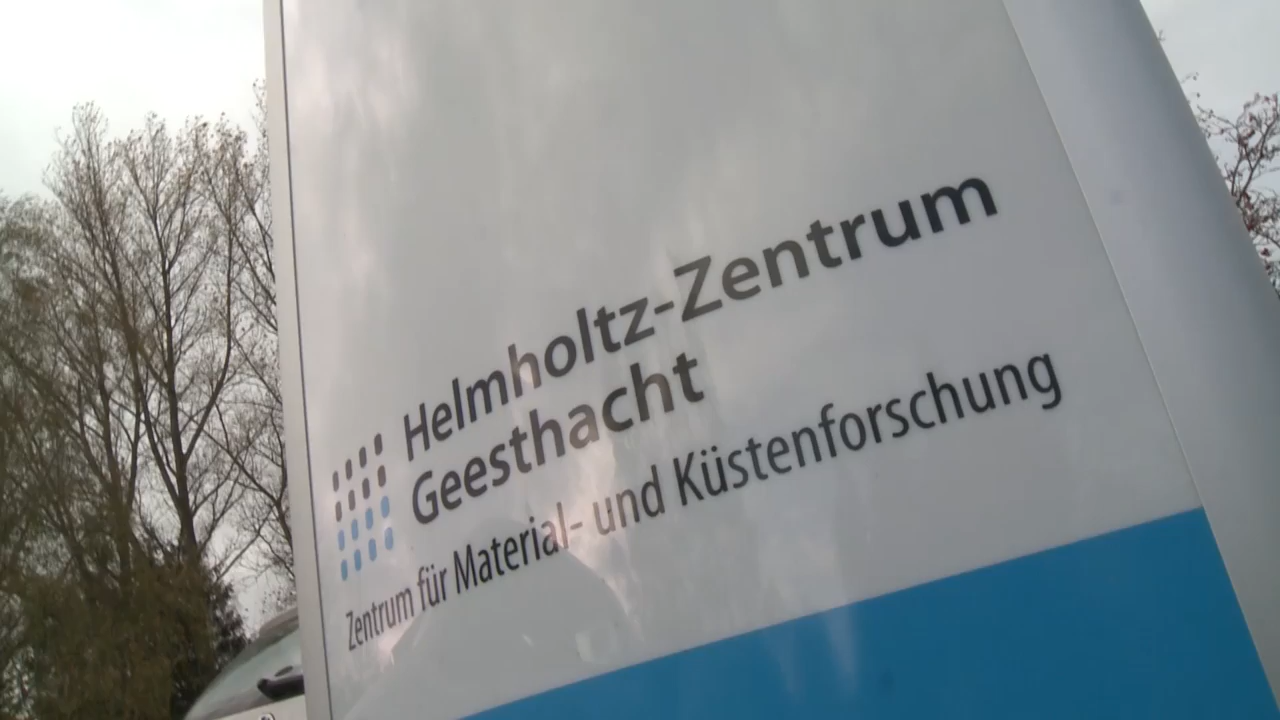 Helmholtz-Zentrum
Geesthacht
Zentrum für Material- und Küstenforschung